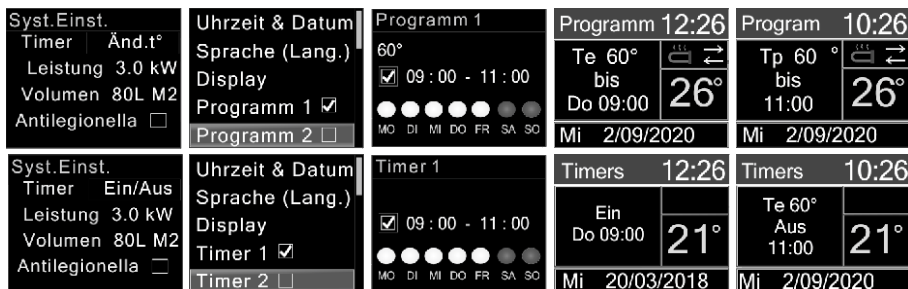 Syst.Einst.
Timer Änd.t°
Leistung 3.0 kW
Volumen 80L M2
Antilegionella
Uhrzeit & Datum
Sprache (Lang.)
Display
Programm 1
Programm 2
Programm 1
60°
09:00 - 11:00
MO DI MI DO FR SA SO
Programm 12:26
Te 60°
bis
Do 09:00
26°
Mi 2/09/2020
Program 10:26
Tp 60 °
bis
11:00
26°
Mi 2/09/2020
Syst.Einst.
Timer Ein/Aus
Leistung 3.0 kW
Volumen 80L M2
Antilegionella
Uhrzeit & Datum
Sprache (Lang.)
Display
Timer 1
Timer 2
Timer 1
09:00 - 11:00
MO DI MI DO FR SA SO
Timers 12:26
Ein
Do 09:00
21°
Mi 20/03/2018
Timers 10:26
Te 60°
Aus
11:00
21°
Mi 2/09/2020